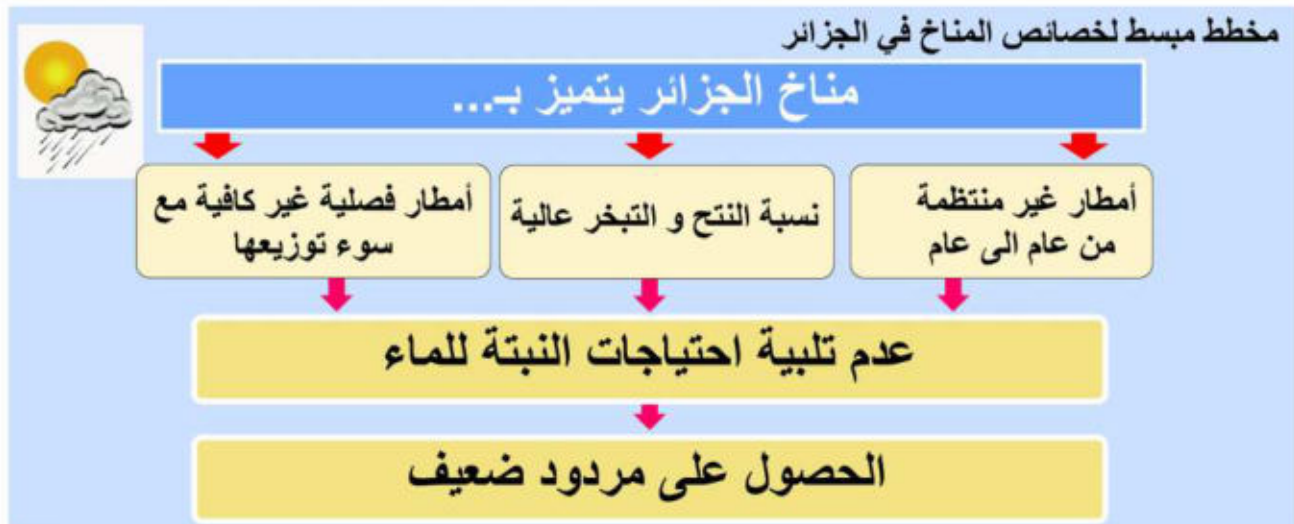 مخطط مبسط لخصائص المناخ في الجزائر
مناخ الجزائر يتميز بـ...
أمطار غير منتظمة
من عام الى عام
نسبة النتح و التبخر عالية
أمطار فصلية غير كافية مع
سوء توزيعها
عدم تلبية احتياجات النبتة للماء
الحصول على مردود ضعيف